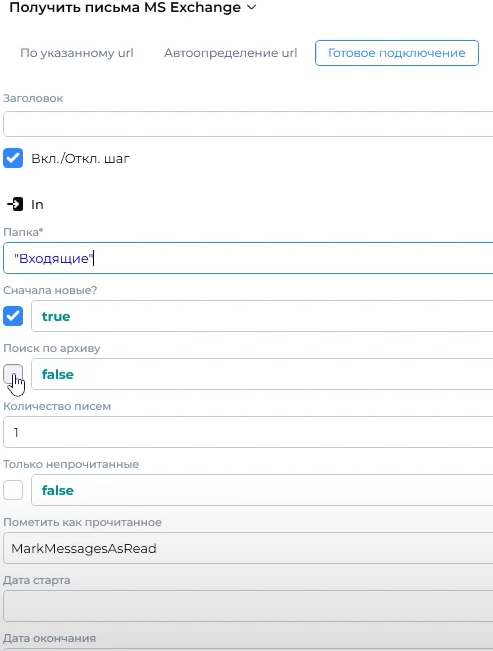 Получить письма MS Exchange
По указанному url Автоопределение url Готовое подключение
Заголовок
Вкл./Откл. шаг
In
Папка*
"Входящие"
Сначала новые?
true
Поиск по архиву
false
Количество писем
1
Только непрочитанные
false
Пометить как прочитанное
MarkMessagesAsRead
Дата старта
Дата окончания